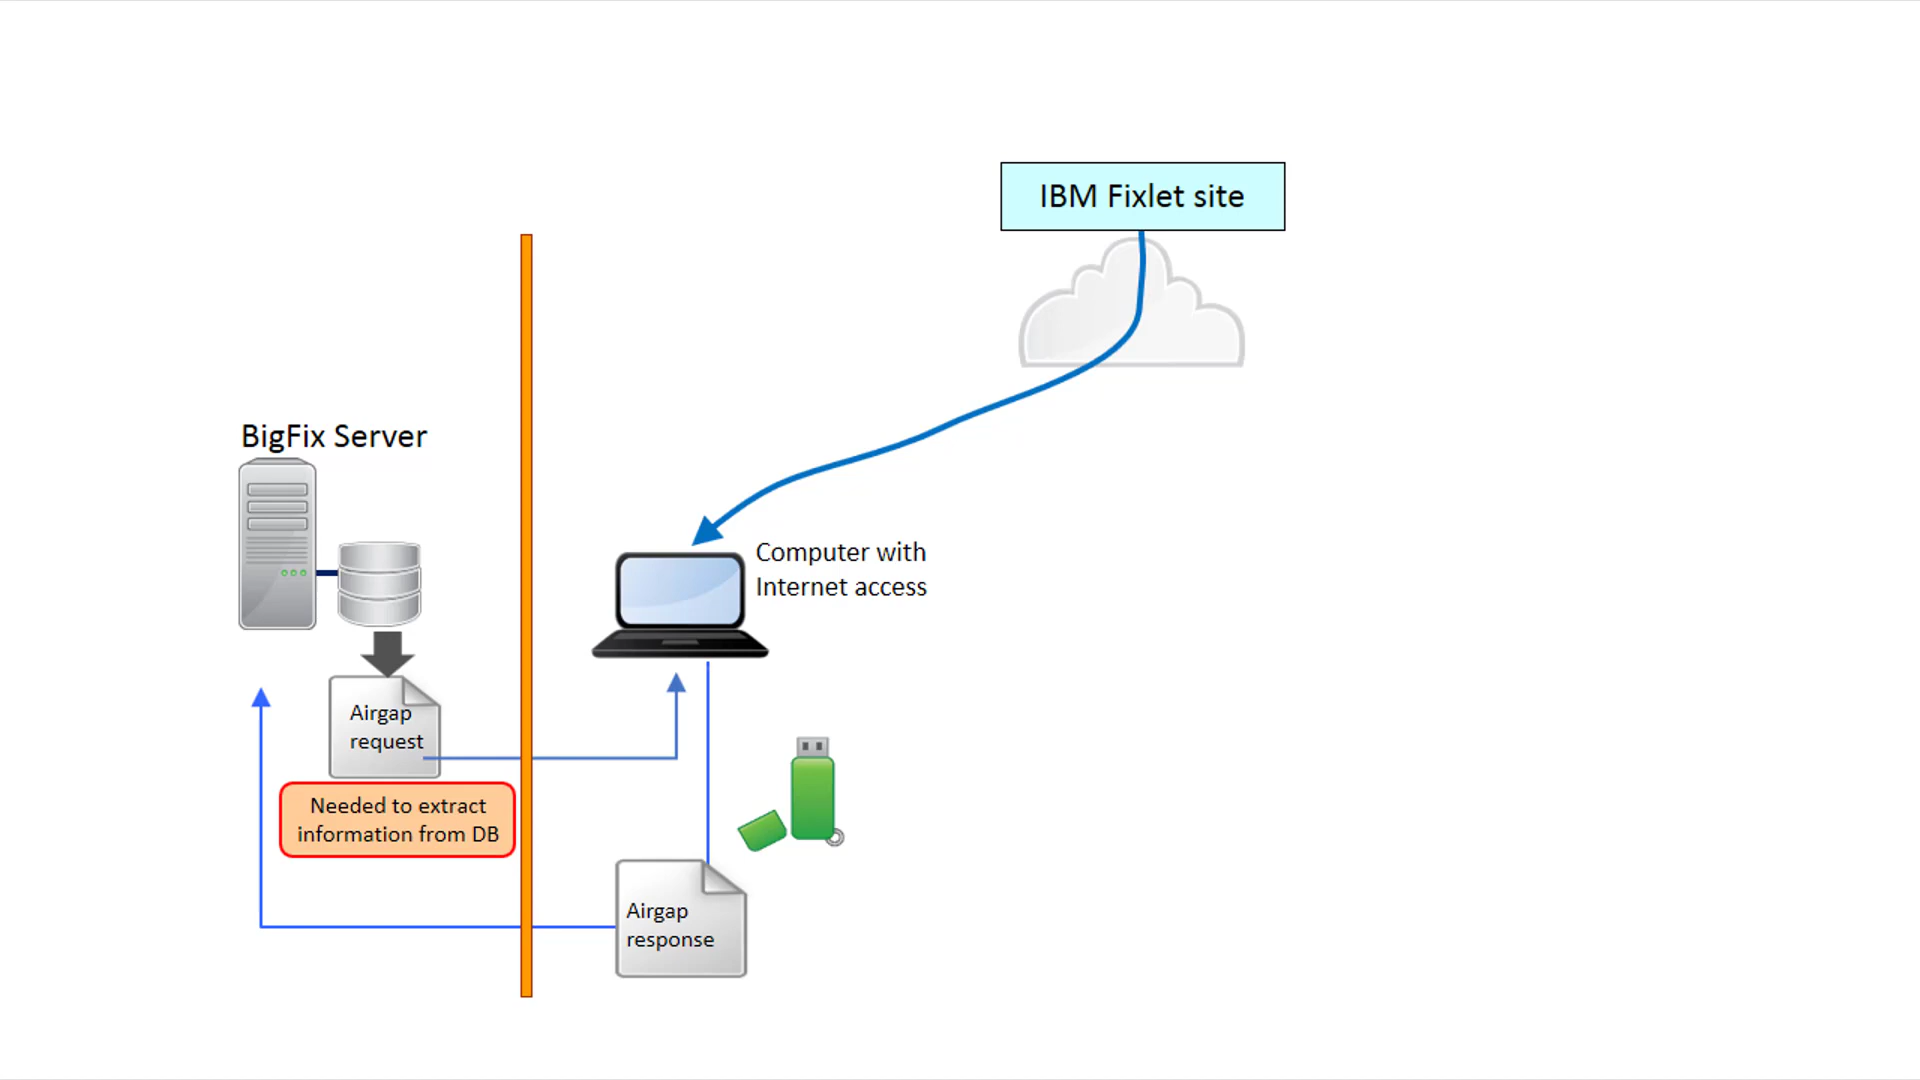 IBM Fixlet site
BigFix Server
Computer with
Internet access
Airgap
request
Needed to extract
information from DB
Airgap
response